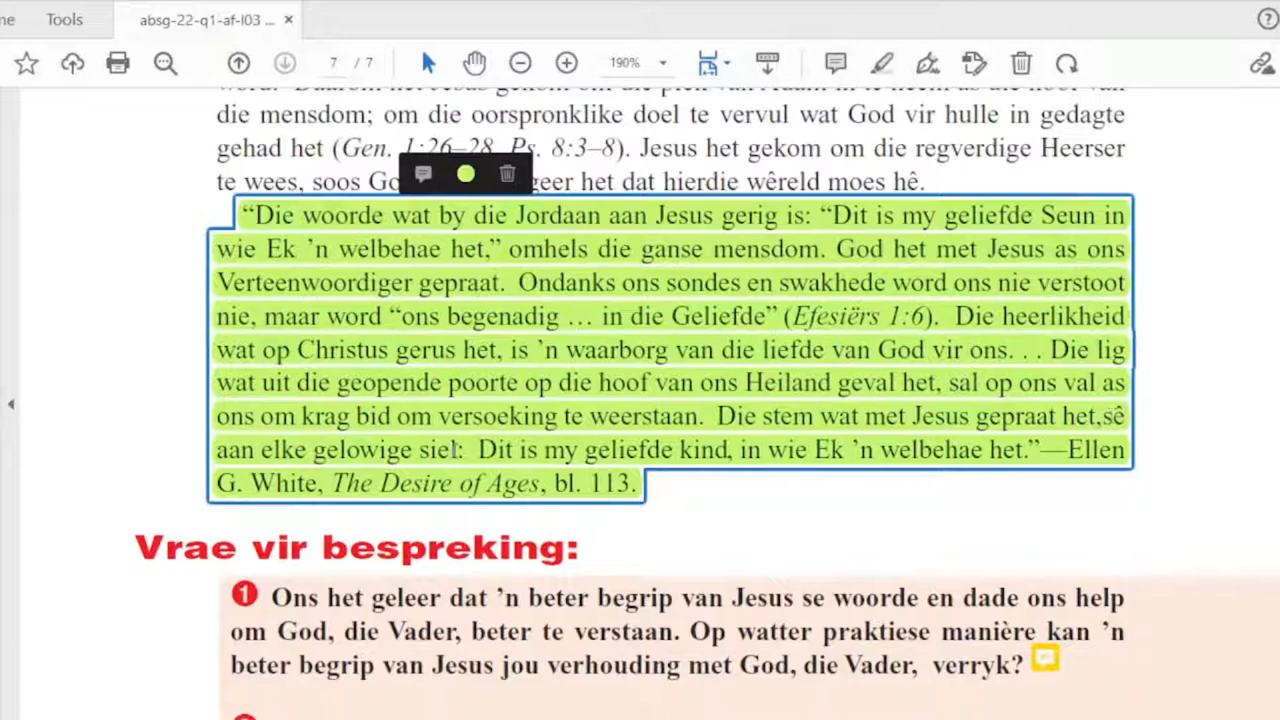 me
Tools
absg-22-q1-af-l03 ...
7 / 7
190%
die mensdom; om die oorspronklike doel te vervul wat God vir hulle in gedagte
gehad het (Gen. 1:26–28, Ps. 8:3–8). Jesus het gekom om die regverdige Heerser
te wees, soos Go geer het dat hierdie wêreld moes hê.
“Die woorde wat by die Jordaan aan Jesus gerig is: “Dit is my geliefde Seun in
wie Ek ’n welbehae het,” omhels die ganse mensdom. God het met Jesus as ons
Verteenwoordiger gepraat. Ondanks ons sondes en swakhede word ons nie verstoot
nie, maar word “ons begenadig … in die Geliefde” (Efesiërs 1:6). Die heerlikheid
wat op Christus gerus het, is ’n waarborg van die liefde van God vir ons. . . Die lig
wat uit die geopende poorte op die hoof van ons Heiland geval het, sal op ons val as
ons om krag bid om versoeking te weerstaan. Die stem wat met Jesus gepraat het,sê
aan elke gelowige siel: Dit is my geliefde kind, in wie Ek ’n welbehae het.”—Ellen
G. White, The Desire of Ages, bl. 113.
Vrae vir bespreking:
1 Ons het geleer dat ’n beter begrip van Jesus se woorde en dade ons help
om God, die Vader, beter te verstaan. Op watter praktiese manière kan ’n
beter begrip van Jesus jou verhouding met God, die Vader, verryk?